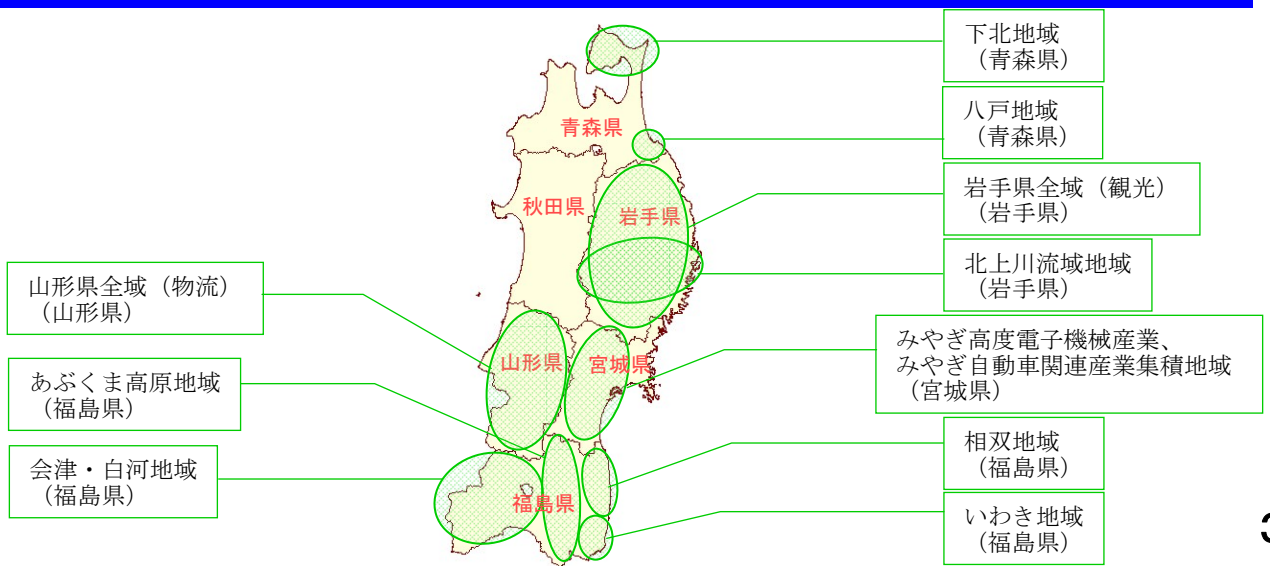 下北地域
（青森県）
八戸地域
（青森県）
岩手県全域（観光）
（岩手県）
北上川流域地域
（岩手県）
みやぎ高度電子機械産業、
みやぎ自動車関連産業集積地域
（宮城県）
相双地域
（福島県）
いわき地域
（福島県）
山形県全域（物流）
（山形県）
あぶくま高原地域
（福島県）
会津・白河地域
（福島県）
青森県
秋田県
岩手県
山形県
宮城県
福島県